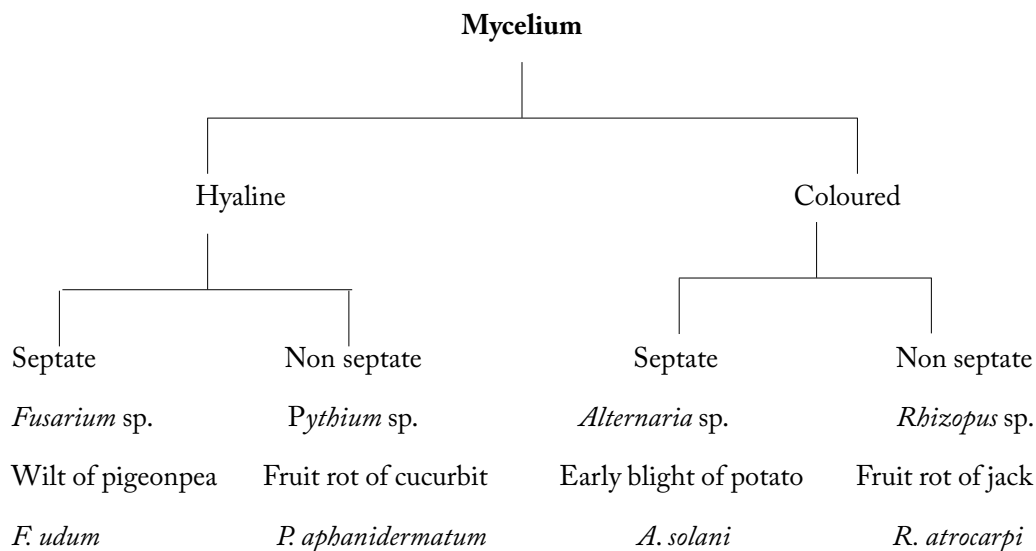 Mycelium
Hyaline Coloured
Septate Non septate Septate Non septate
Fusarium sp. Pythium sp. Alternaria sp. Rhizopus sp.
Wilt of pigeonpea Fruit rot of cucurbit Early blight of potato Fruit rot of jack
F. udum P. aphanidermatum A. solani R. atrocarpi